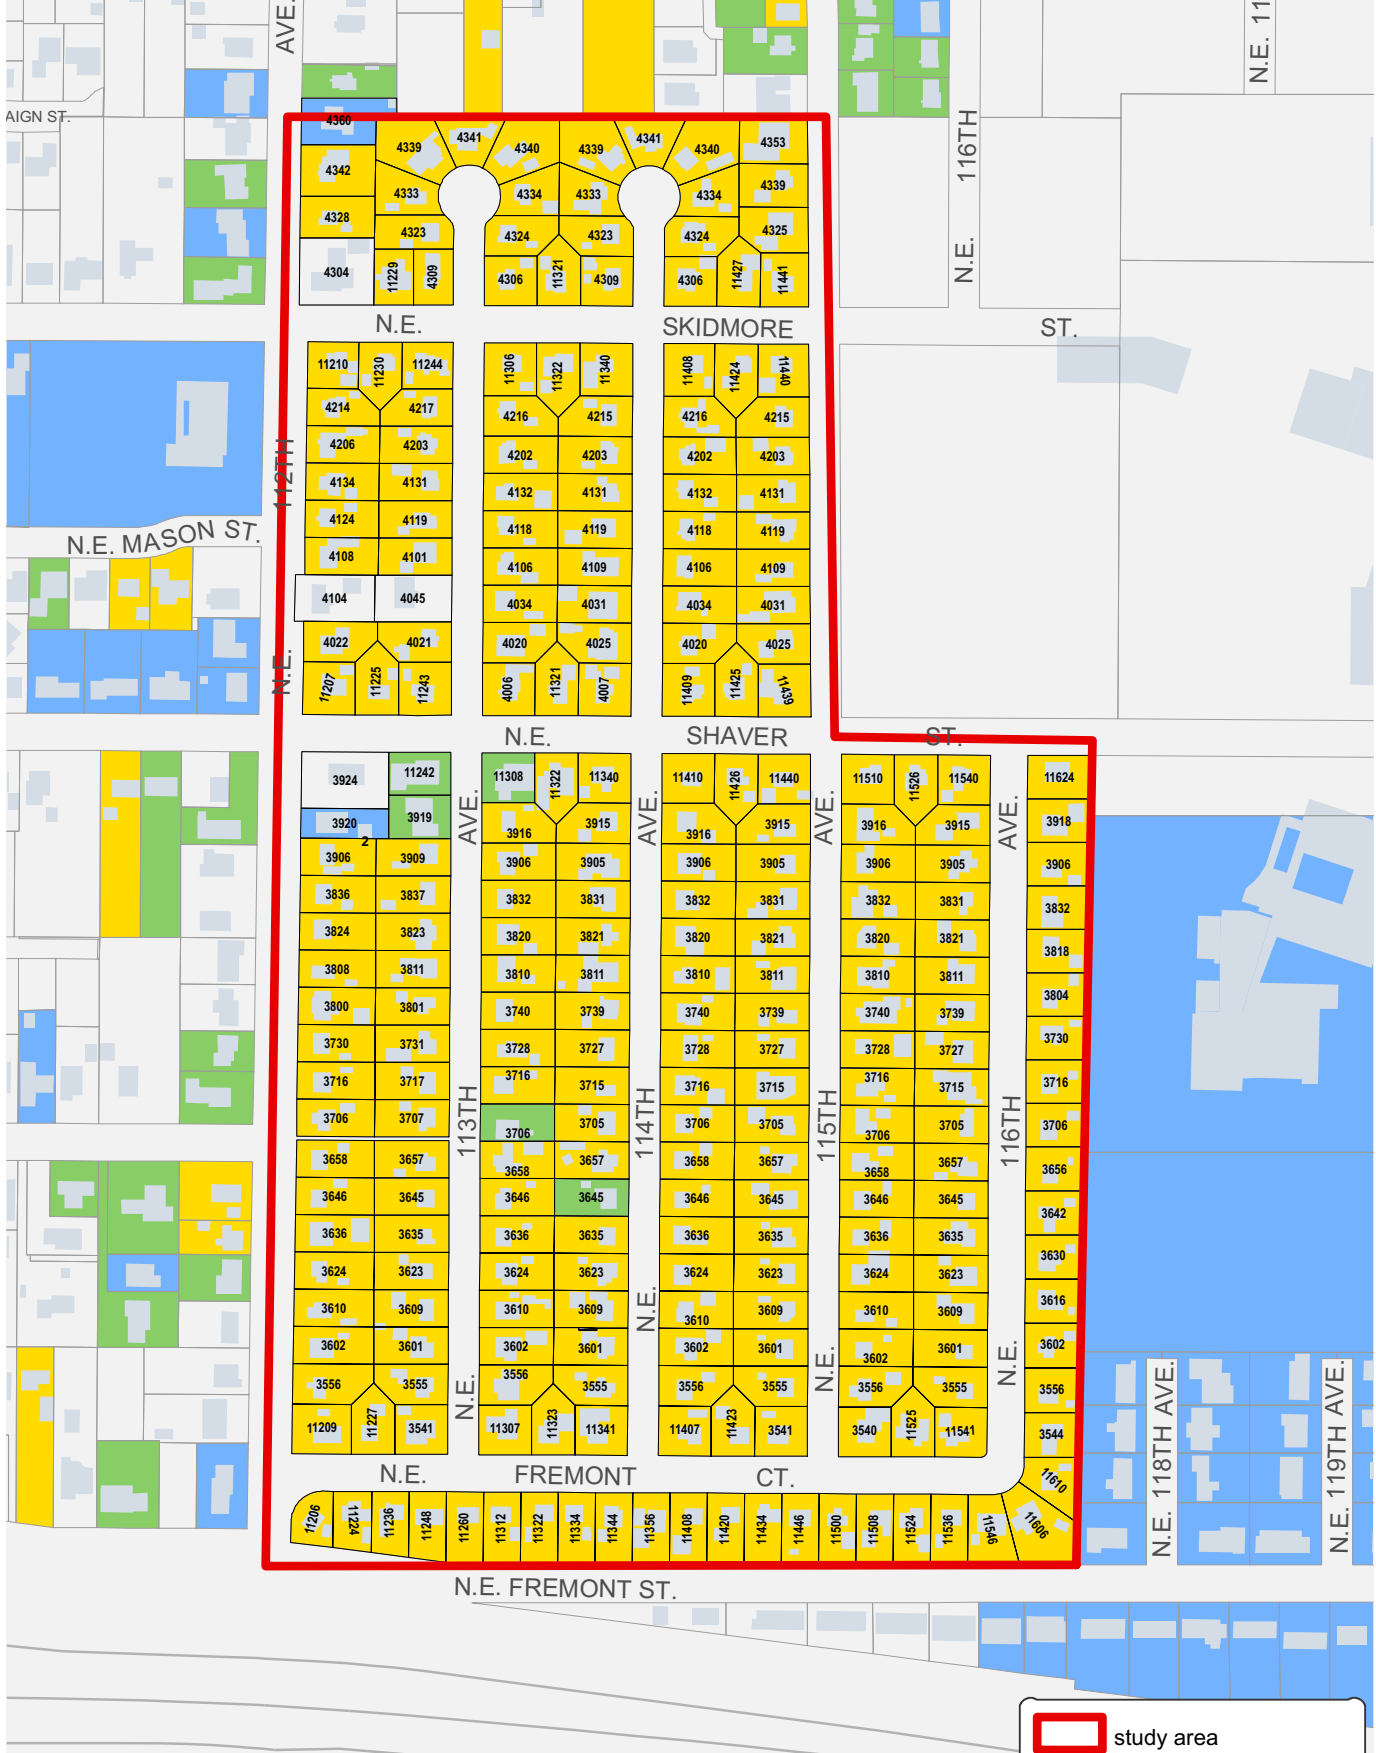 AVE.
N.E. 11
AIGN ST.
116TH
N.E.
4360
4339 4341 4340 4339 4341 4340 4353
4342
4333 4334 4333 4334 4339
4328
4323 4324 4323 4324 4325
4304 11229 4309 4306 11321 4309 4306 11427 11441
N.E. SKIDMORE ST.
11210 11230 11244 11306 11322 11340 11408 11424 11440
4214 4217 4216 4215 4216 4215
4206 4203 4202 4203 4202 4203
112TH
4134 4131 4132 4131 4132 4131
4124 4119 4118 4119 4118 4119
N.E. MASON ST.
4108 4101 4106 4109 4106 4109
4104 4045 4034 4031 4034 4031
4022 4021 4020 4025 4020 4025
N.E.
11207 11225 11243 4006 11321 4007 11409 11425 11439
N.E. SHAVER ST.
3924 11242 11308 11322 11340 11410 11426 11440 11510 11526 11540 11624
3920 3919 3916 3915 3916 3915 3916 3915 3918
2
AVE. AVE. AVE. AVE.
3906 3909 3906 3905 3906 3905 3906 3905 3906
3836 3837 3832 3831 3832 3831 3832 3831 3832
3824 3823 3820 3821 3820 3821 3820 3821 3818
3808 3811 3810 3811 3810 3811 3810 3811 3804
3800 3801 3740 3739 3740 3739 3740 3739 3730
3730 3731 3728 3727 3728 3727 3728 3727
3716 3717 3716 3715 3716 3715 3716 3715 3716
3706 3707 3706 3705 3706 3705 3706 3705 3706
113TH 114TH 115TH 116TH
3658 3657 3658 3657 3658 3657 3658 3657 3656
3646 3645 3646 3645 3646 3645 3646 3645 3642
3636 3635 3636 3635 3636 3635 3636 3635 3630
3624 3623 3624 3623 3624 3623 3624 3623
3610 3609 3610 3609 3610 3609 3610 3609 3616
3602 3601 3602 3601 3602 3601 3602 3601 3602
N.E. N.E. N.E. N.E.
3556 3555 3556 3555 3556 3555 3556 3555 3556
11209 11227 3541 11307 11323 11341 11407 11423 3541 3540 11525 11541 3544
N.E. 118TH AVE.
N.E. 119TH AVE.
N.E. FREMONT CT.
11610
11206 11224 11236 11248 11260 11312 11322 11334 11344 11356 11408 11420 11434 11446 11500 11508 11524 11536 11546 11606
N.E. FREMONT ST.
study area